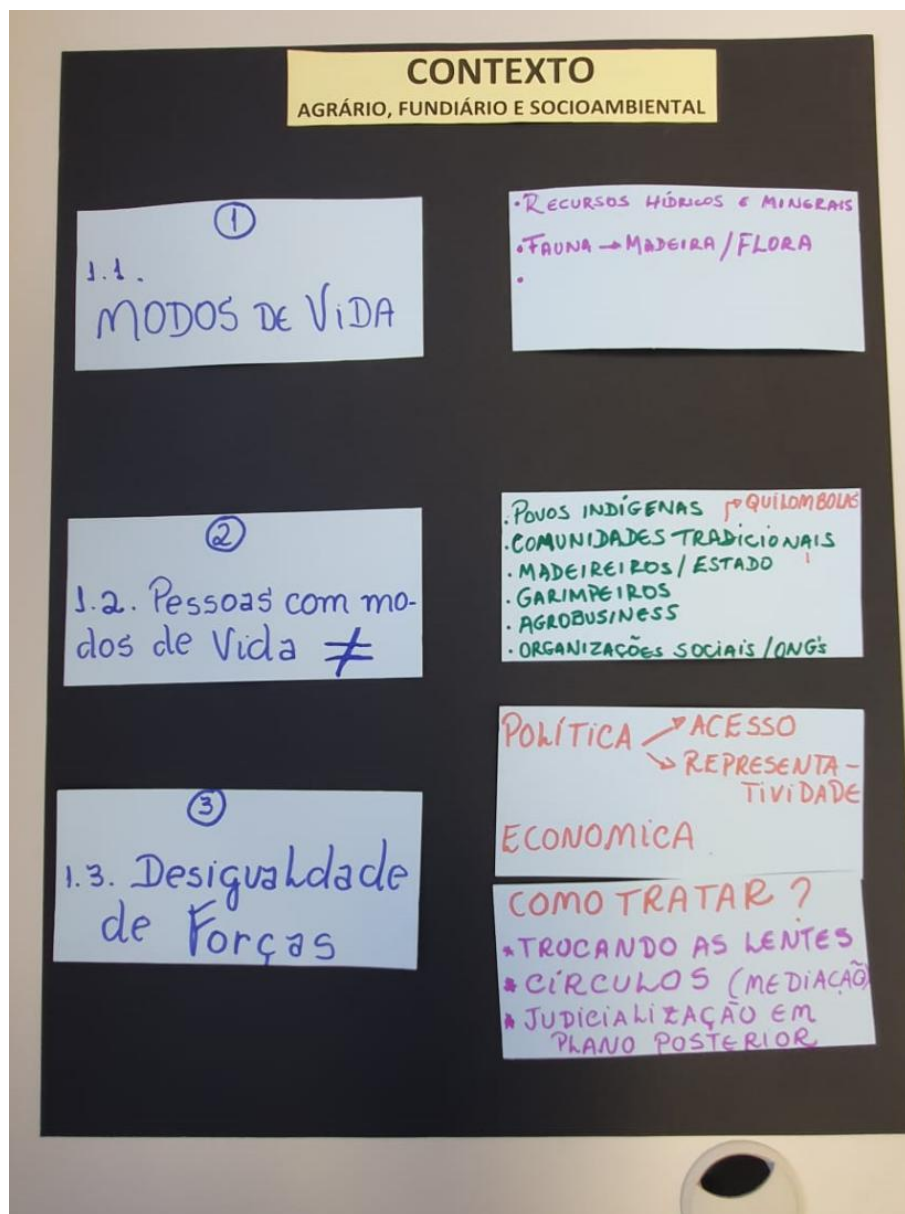 CONTEXTO
AGRÁRIO, FUNDIÁRIO E SOCIOAMBIENTAL
1
1.1.
MODOS DE VIDA
•RECURSOS HÍDRICOS E MINERAIS
•FAUNA → MADEIRA / FLORA
•
2
1.2. Pessoas com mo-
dos de Vida ≠
•POVOS INDÍGENAS → QUILOMBOLAS
•COMUNIDADES TRADICIONAIS
•MADEIREIROS / ESTADO
•GARIMPEIROS
•AGROBUSINESS
•ORGANIZAÇÕES SOCIAIS / ONG'S
3
1.3. Desigualdade
de Forças
POLÍTICA → ACESSO
→ REPRESENTA-
TIVIDADE
ECONOMICA
COMO TRATAR ?
* TROCANDO AS LENTES
* CÍRCULOS (MEDIAÇÃO)
* JUDICIALIZAÇÃO EM
PLANO POSTERIOR